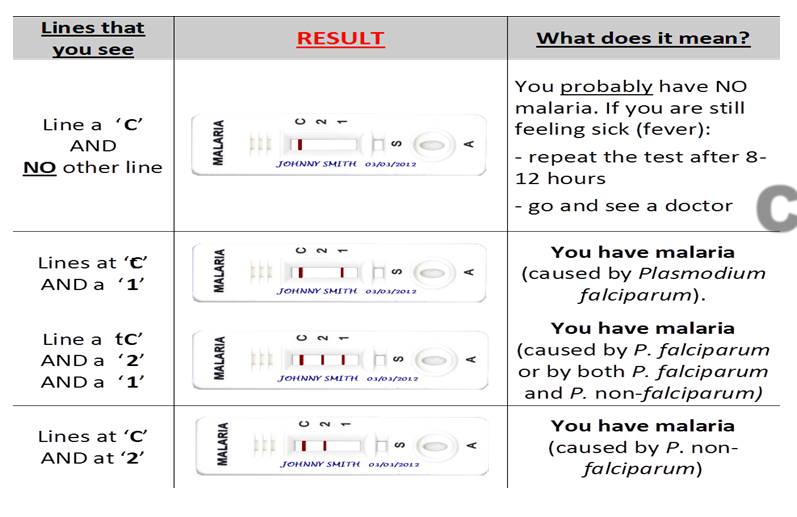 Lines that
you see
RESULT
What does it mean?
Line a ‘C’
AND
NO other line
MALARIA
C 2 1
S
A
JOHNNY SMITH 03/03/2012
You probably have NO
malaria. If you are still
feeling sick (fever):
- repeat the test after 8-
12 hours
- go and see a doctor
C
Lines at ‘C’
AND a ‘1’
MALARIA
C 2 1
S
A
JOHNNY SMITH 03/03/2012
You have malaria
(caused by Plasmodium
falciparum).
Line a tC’
AND a ‘2’
AND a ‘1’
MALARIA
C 2 1
S
A
JOHNNY SMITH 03/03/2012
You have malaria
(caused by P. falciparum
or by both P. falciparum
and P. non-falciparum)
Lines at ‘C’
AND at ‘2’
MALARIA
C 2 1
S
A
JOHNNY SMITH 03/03/2012
You have malaria
(caused by P. non-
falciparum)